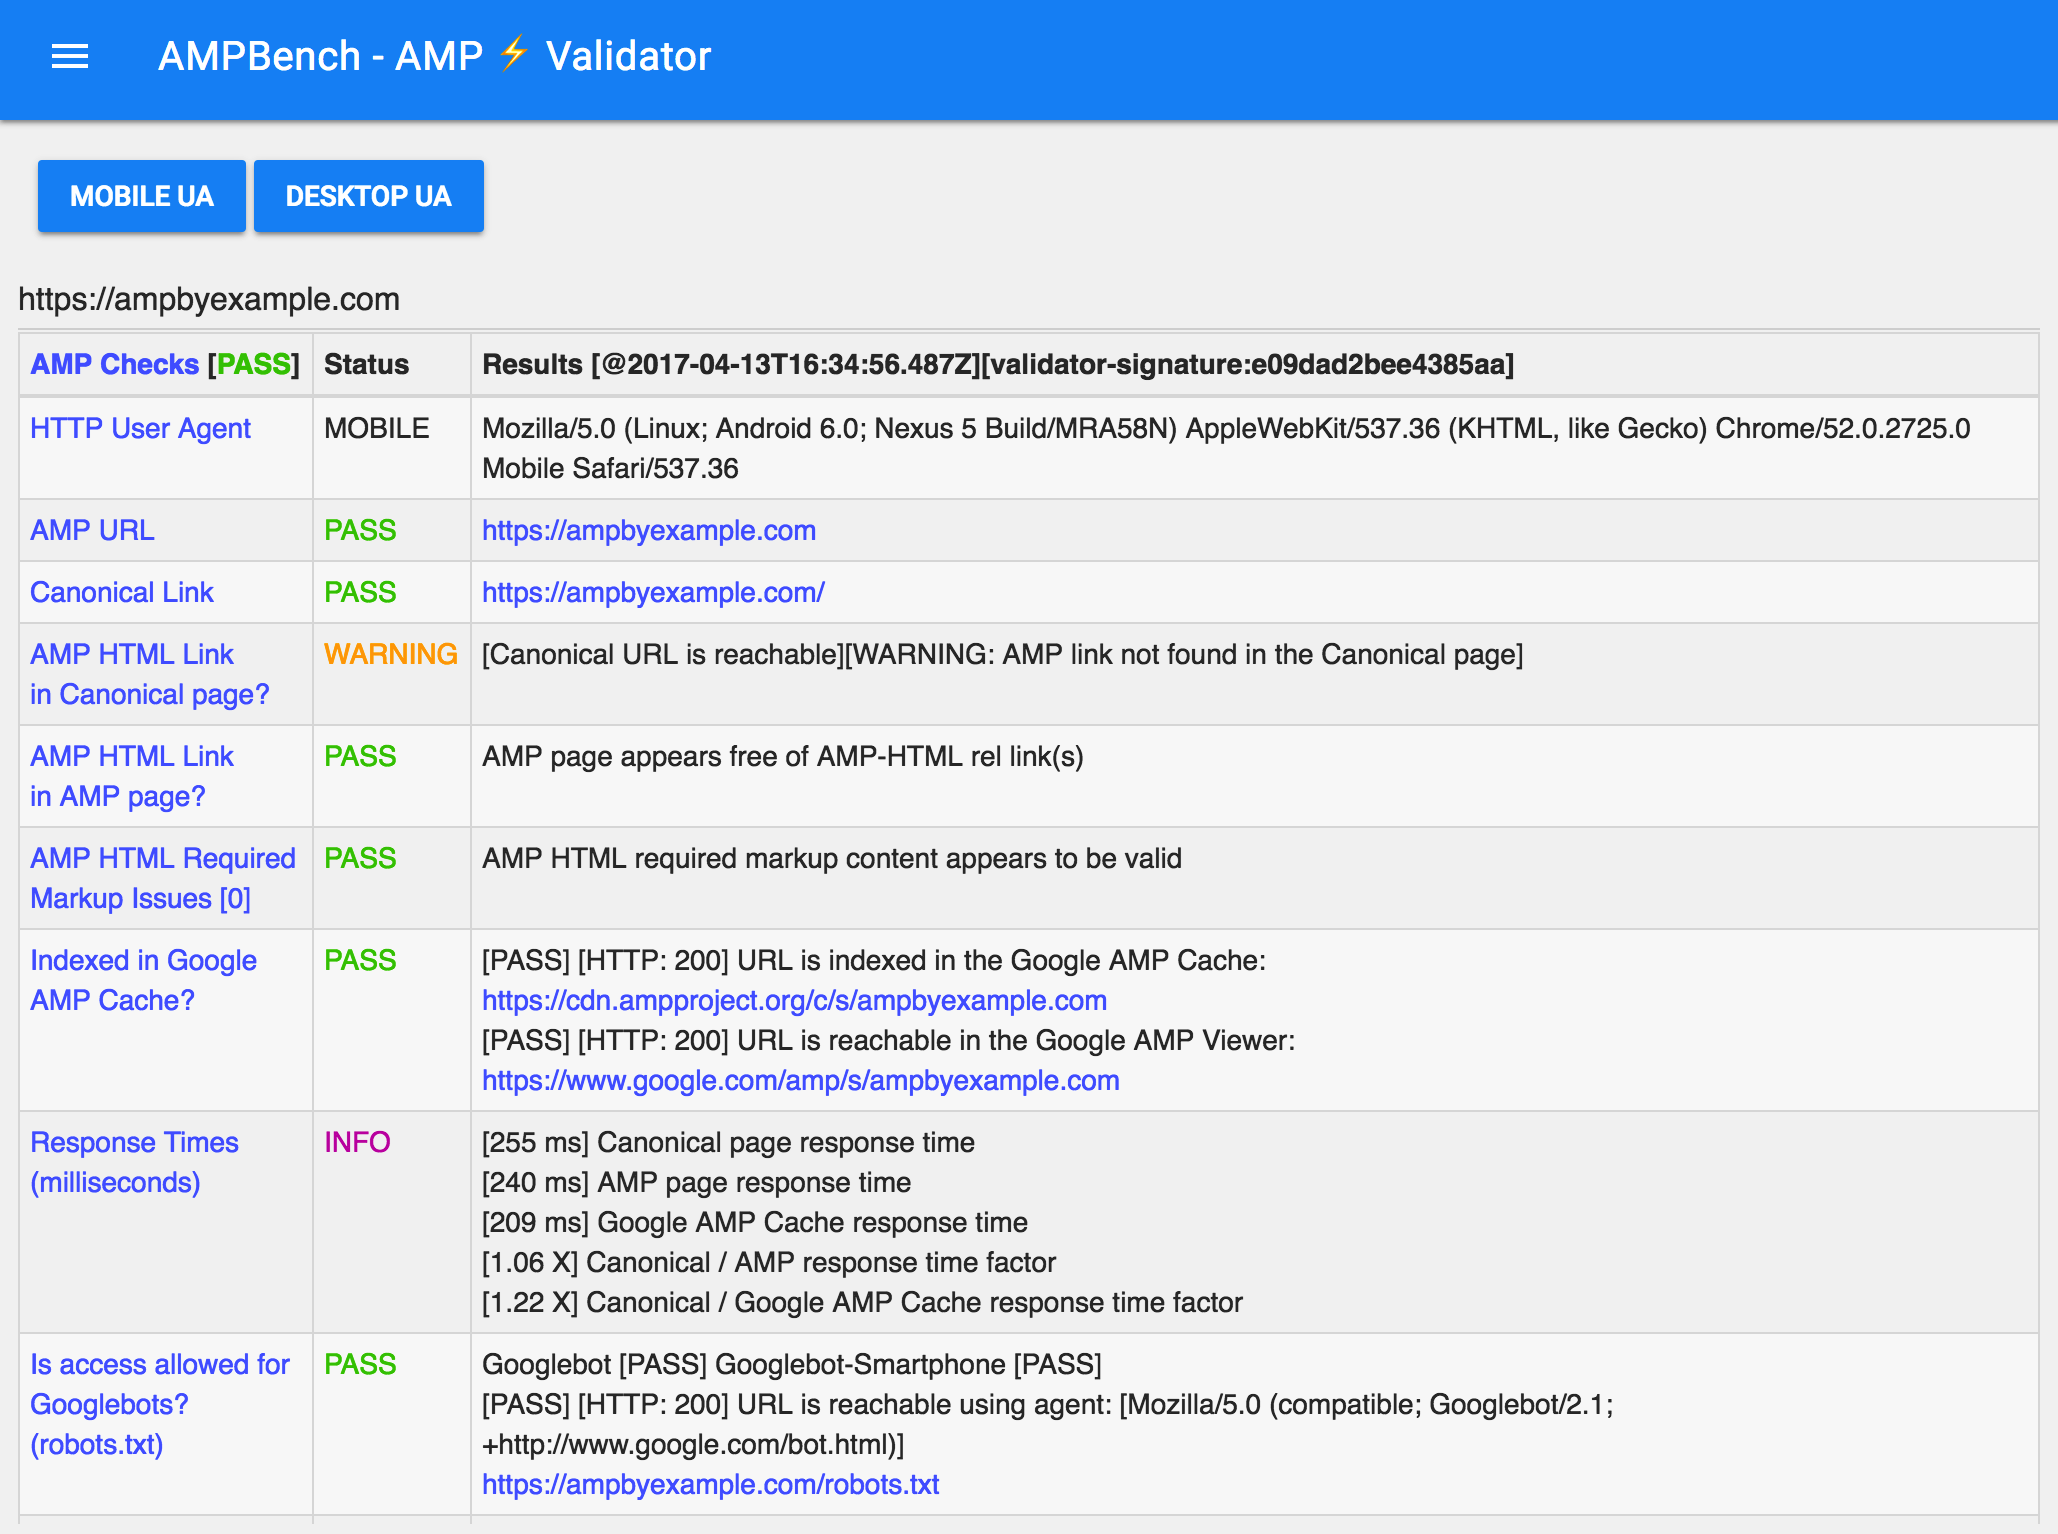 AMPBench - AMP ⚡ Validator
MOBILE UA DESKTOP UA
https://ampbyexample.com
AMP Checks [PASS] Status Results [@2017-04-13T16:34:56.487Z][validator-signature:e09dad2bee4385aa]
HTTP User Agent MOBILE Mozilla/5.0 (Linux; Android 6.0; Nexus 5 Build/MRA58N) AppleWebKit/537.36 (KHTML, like Gecko) Chrome/52.0.2725.0
Mobile Safari/537.36
AMP URL PASS https://ampbyexample.com
Canonical Link PASS https://ampbyexample.com/
AMP HTML Link WARNING [Canonical URL is reachable][WARNING: AMP link not found in the Canonical page]
in Canonical page?
AMP HTML Link PASS AMP page appears free of AMP-HTML rel link(s)
in AMP page?
AMP HTML Required PASS AMP HTML required markup content appears to be valid
Markup Issues [0]
Indexed in Google PASS [PASS] [HTTP: 200] URL is indexed in the Google AMP Cache:
AMP Cache? https://cdn.ampproject.org/c/s/ampbyexample.com
[PASS] [HTTP: 200] URL is reachable in the Google AMP Viewer:
https://www.google.com/amp/s/ampbyexample.com
Response Times INFO [255 ms] Canonical page response time
(milliseconds) [240 ms] AMP page response time
[209 ms] Google AMP Cache response time
[1.06 X] Canonical / AMP response time factor
[1.22 X] Canonical / Google AMP Cache response time factor
Is access allowed for PASS Googlebot [PASS] Googlebot-Smartphone [PASS]
Googlebots? [PASS] [HTTP: 200] URL is reachable using agent: [Mozilla/5.0 (compatible; Googlebot/2.1;
(robots.txt) +http://www.google.com/bot.html)]
https://ampbyexample.com/robots.txt